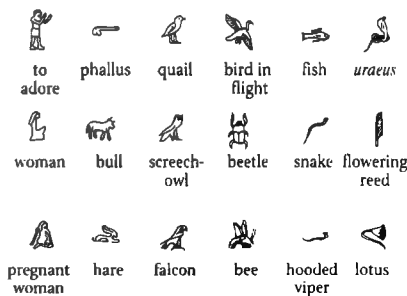 to adore phallus quail bird in flight fish uraeus
woman bull screech-owl beetle snake flowering reed
pregnant woman hare falcon bee hooded viper lotus